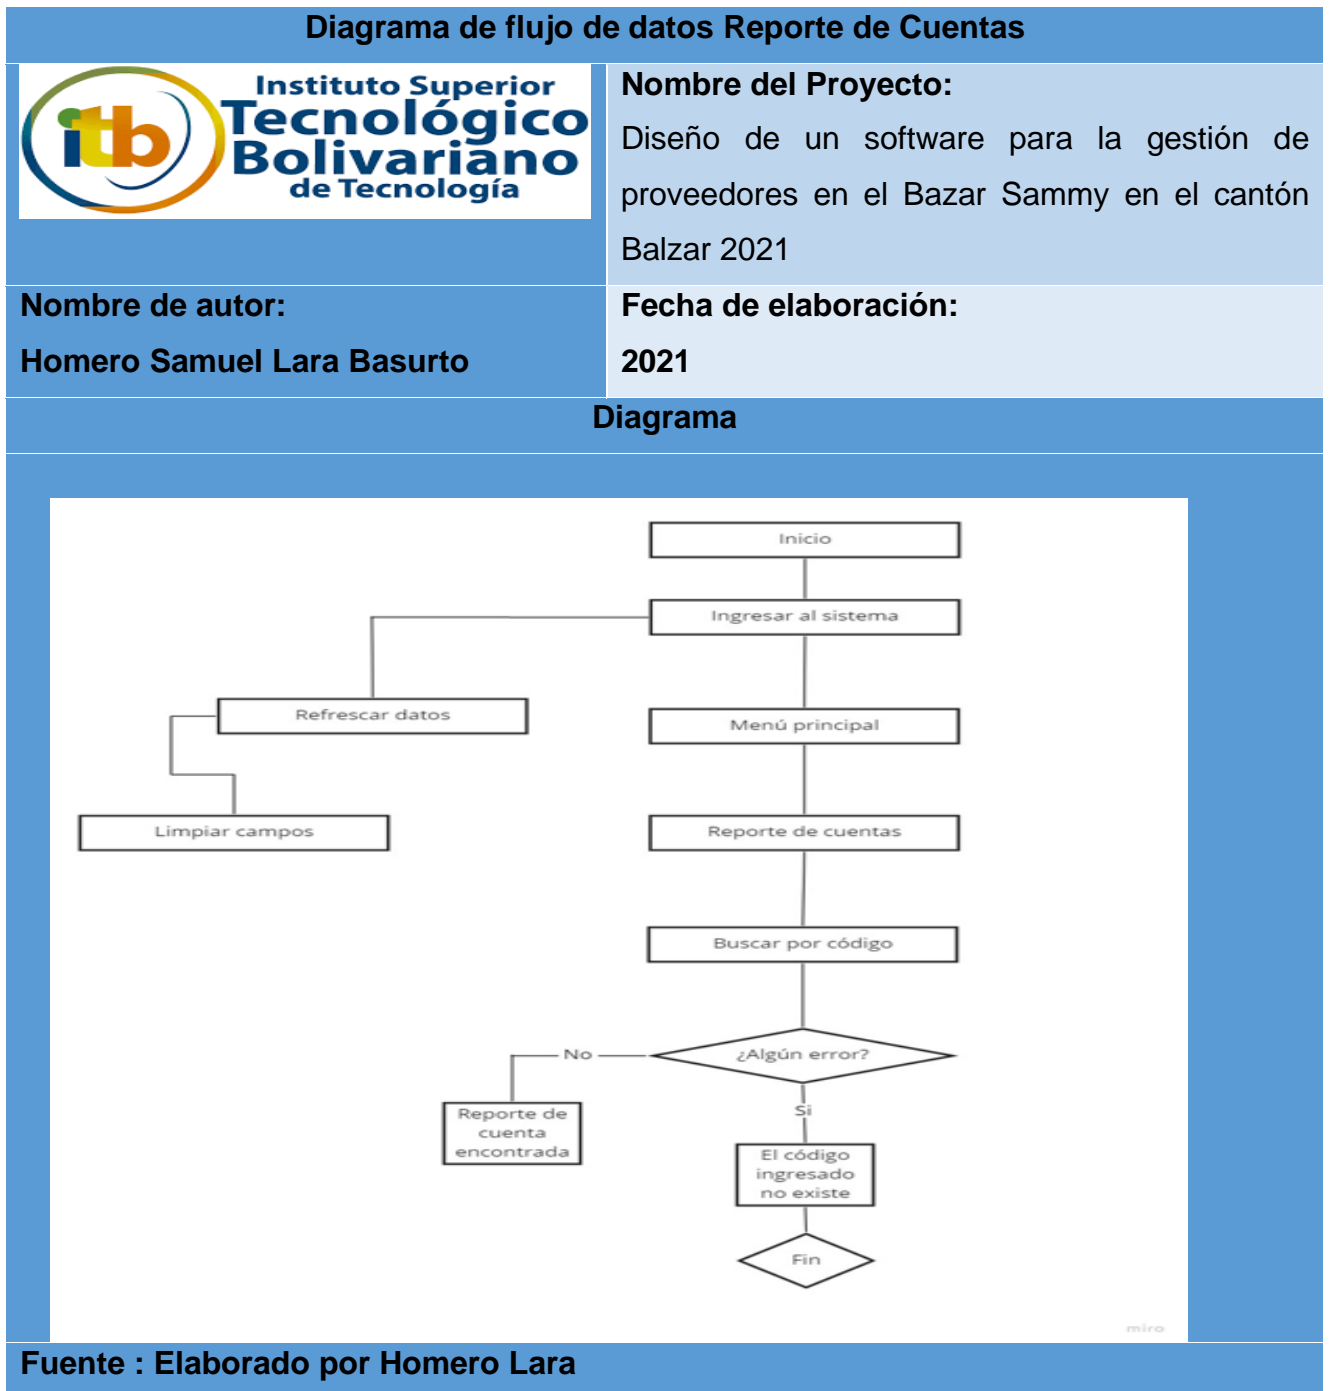 Diagrama de flujo de datos Reporte de Cuentas
itb
Instituto Superior
Tecnológico
Bolivariano
de Tecnología
Nombre del Proyecto:
Diseño de un software para la gestión de
proveedores en el Bazar Sammy en el cantón
Balzar 2021
Nombre de autor:
Homero Samuel Lara Basurto
Fecha de elaboración:
2021
Diagrama
Inicio
Ingresar al sistema
Refrescar datos
Menú principal
Limpiar campos
Reporte de cuentas
Buscar por código
¿Algún error?
No
Reporte de
cuenta
encontrada
Si
El código
ingresado
no existe
Fin
miro
Fuente : Elaborado por Homero Lara